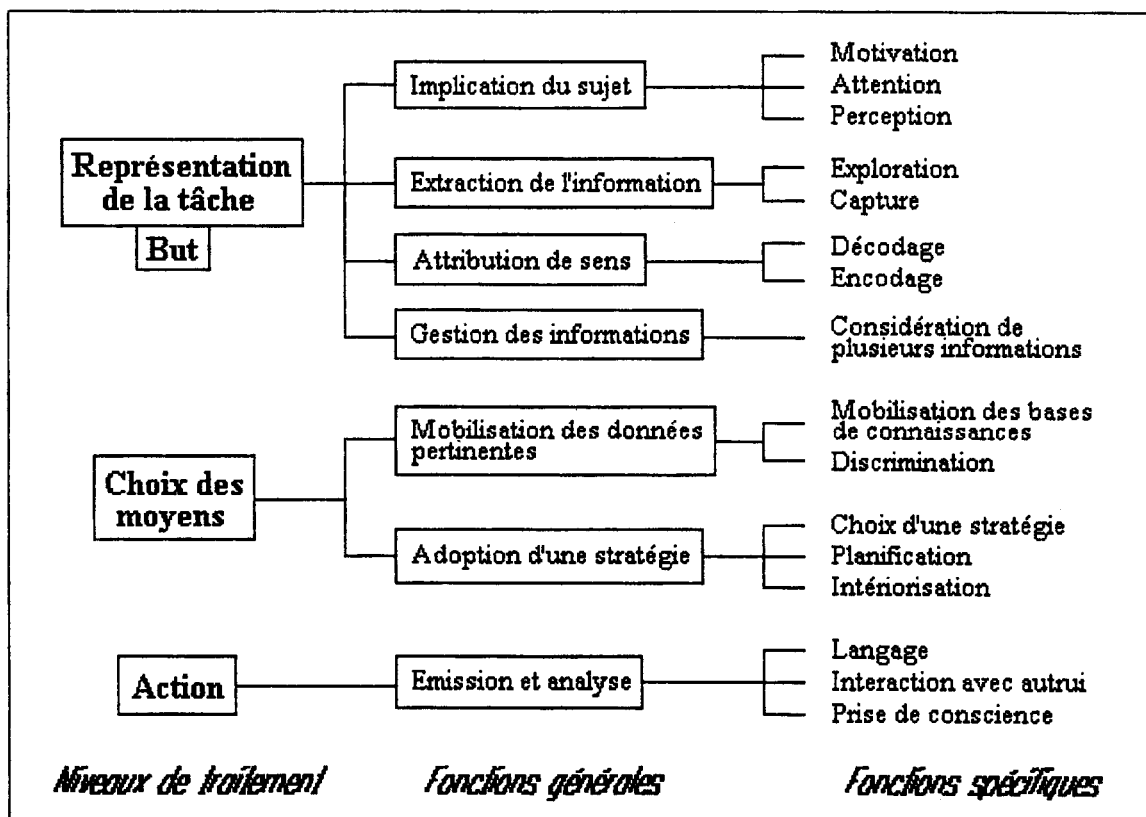 Représentation
de la tâche
But
Implication du sujet
Motivation
Attention
Perception
Extraction de l'information
Exploration
Capture
Attribution de sens
Décodage
Encodage
Gestion des informations
Considération de
plusieurs informations
Choix des
moyens
Mobilisation des données
pertinentes
Mobilisation des bases
de connaissances
Discrimination
Adoption d'une stratégie
Choix d'une stratégie
Planification
Intériorisation
Action
Emission et analyse
Langage
Interaction avec autrui
Prise de conscience
Niveaux de traitement
Fonctions générales
Fonctions spécifiques